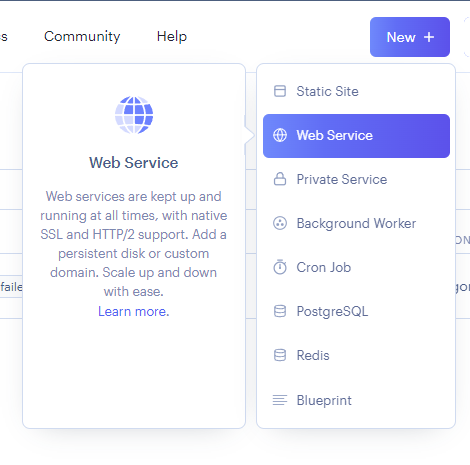 Community
Help
New +
Web Service
Web services are kept up and
running at all times, with native
SSL and HTTP/2 support. Add a
persistent disk or custom
domain. Scale up and down
with ease.
Learn more.
Static Site
Web Service
Private Service
Background Worker
Cron Job
PostgreSQL
Redis
Blueprint
faile
ON